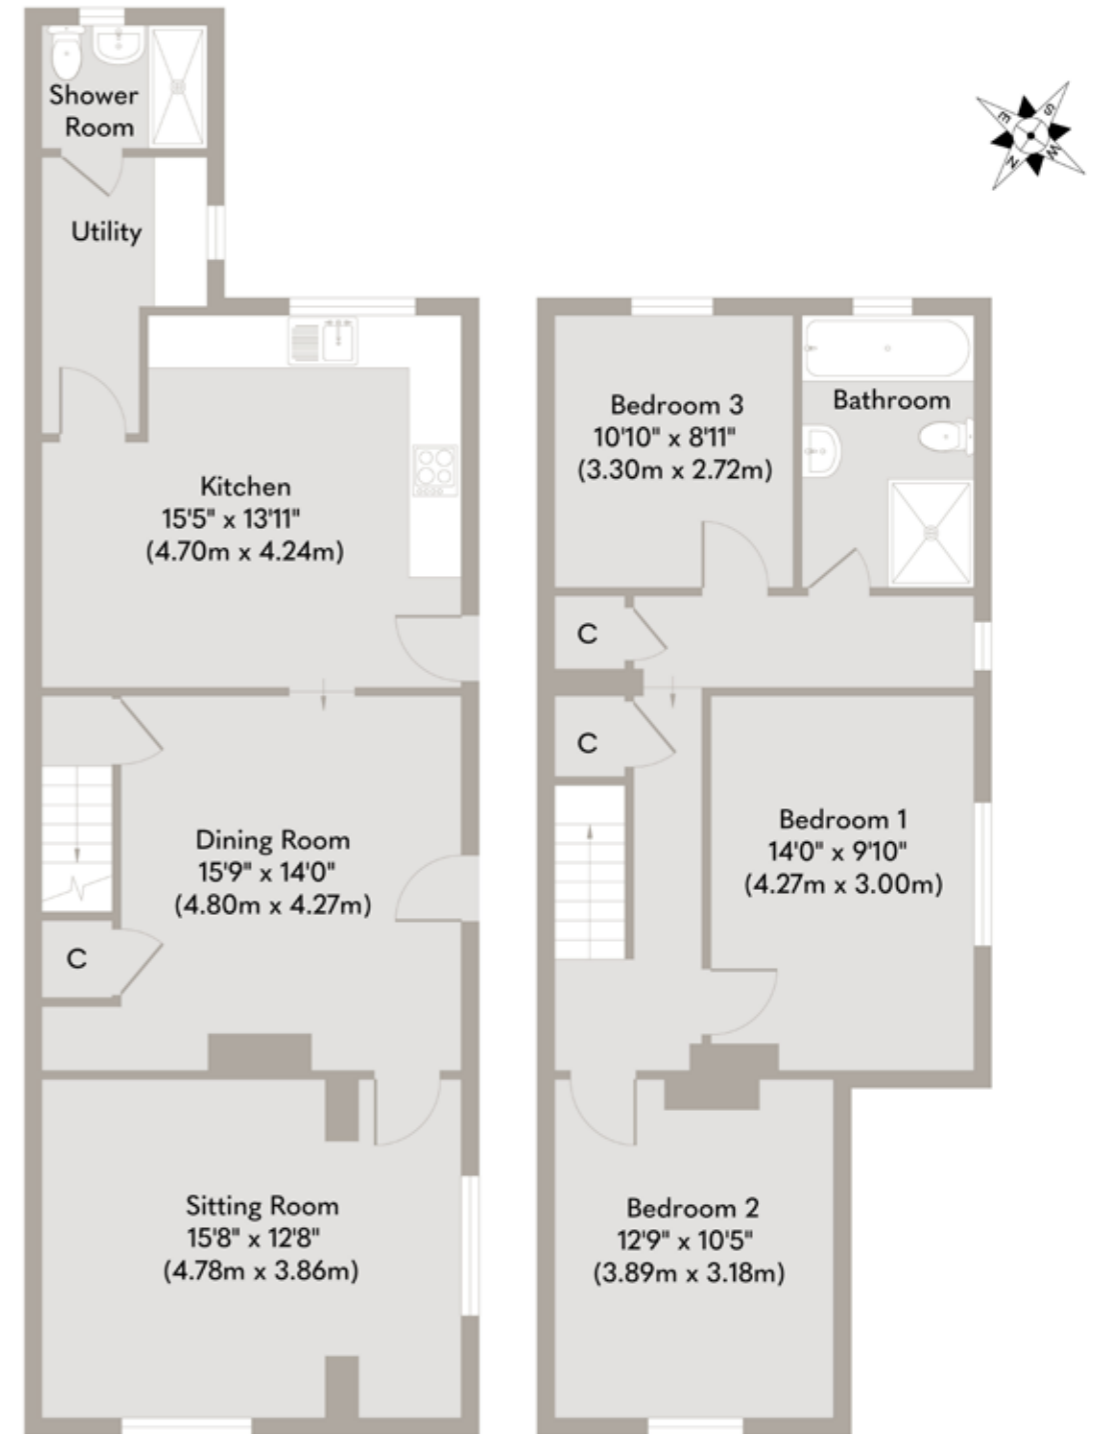 Shower
Room
Utility
Kitchen
15'5" x 13'11"
(4.70m x 4.24m)
Dining Room
15'9" x 14'0"
(4.80m x 4.27m)
C
Sitting Room
15'8" x 12'8"
(4.78m x 3.86m)
S
E
W
N
Bedroom 3
10'10" x 8'11"
(3.30m x 2.72m)
Bathroom
C
C
Bedroom 1
14'0" x 9'10"
(4.27m x 3.00m)
Bedroom 2
12'9" x 10'5"
(3.89m x 3.18m)